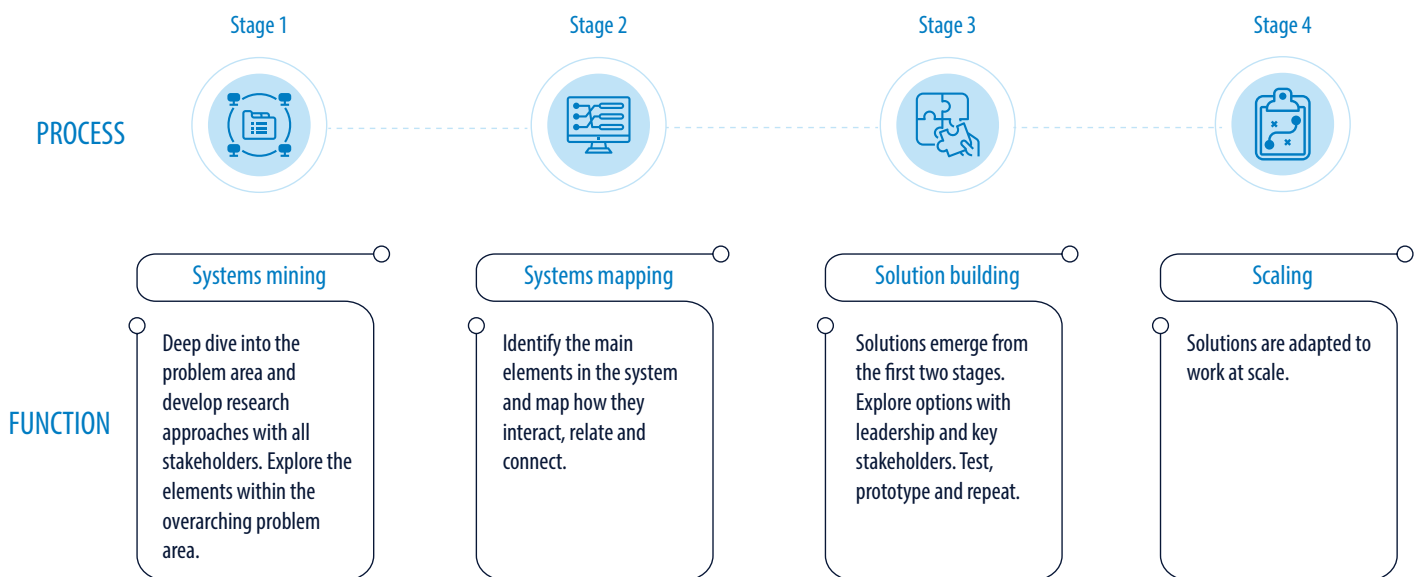 Stage 1
Stage 2
Stage 3
Stage 4
PROCESS
FUNCTION
Systems mining
Deep dive into the
problem area and
develop research
approaches with all
stakeholders. Explore the
elements within the
overarching problem
area.
Systems mapping
Identify the main
elements in the system
and map how they
interact, relate and
connect.
Solution building
Solutions emerge from
the first two stages.
Explore options with
leadership and key
stakeholders. Test,
prototype and repeat.
Scaling
Solutions are adapted to
work at scale.